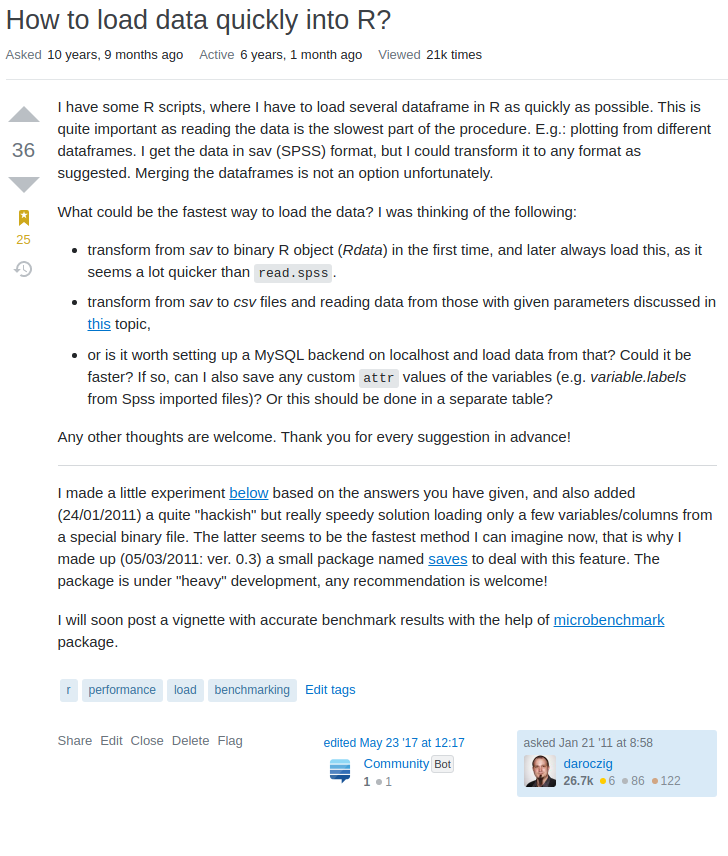 How to load data quickly into R?
Asked 10 years, 9 months ago Active 6 years, 1 month ago Viewed 21k times
I have some R scripts, where I have to load several dataframe in R as quickly as possible. This is
quite important as reading the data is the slowest part of the procedure. E.g.: plotting from different
36
dataframes. I get the data in sav (SPSS) format, but I could transform it to any format as
suggested. Merging the dataframes is not an option unfortunately.
What could be the fastest way to load the data? I was thinking of the following:
25
• transform from sav to binary R object (Rdata) in the first time, and later always load this, as it
seems a lot quicker than read.spss.
• transform from sav to csv files and reading data from those with given parameters discussed in
this topic,
• or is it worth setting up a MySQL backend on localhost and load data from that? Could it be
faster? If so, can I also save any custom attr values of the variables (e.g. variable.labels
from Spss imported files)? Or this should be done in a separate table?
Any other thoughts are welcome. Thank you for every suggestion in advance!
I made a little experiment below based on the answers you have given, and also added
(24/01/2011) a quite "hackish" but really speedy solution loading only a few variables/columns from
a special binary file. The latter seems to be the fastest method I can imagine now, that is why I
made up (05/03/2011: ver. 0.3) a small package named saves to deal with this feature. The
package is under "heavy" development, any recommendation is welcome!
I will soon post a vignette with accurate benchmark results with the help of microbenchmark
package.
r performance load benchmarking Edit tags
Share Edit Close Delete Flag
edited May 23 '17 at 12:17
Community Bot
1 ●1
asked Jan 21 '11 at 8:58
daroczig
26.7k ●6 ●86 ●122